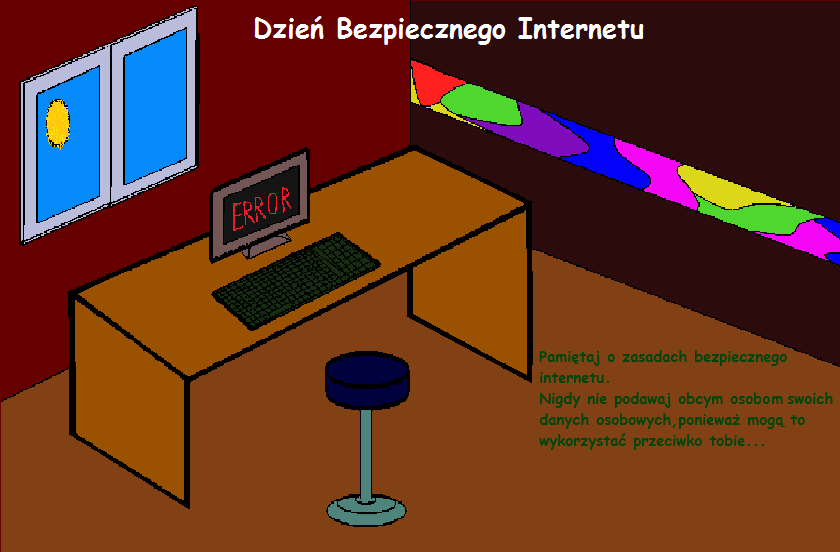 Dzień Bezpiecznego Internetu
ERROR
Pamiętaj o zasadach bezpiecznego
internetu.
Nigdy nie podawaj obcym osobom swoich
danych osobowych,ponieważ mogą to
wykorzystać przeciwko tobie...